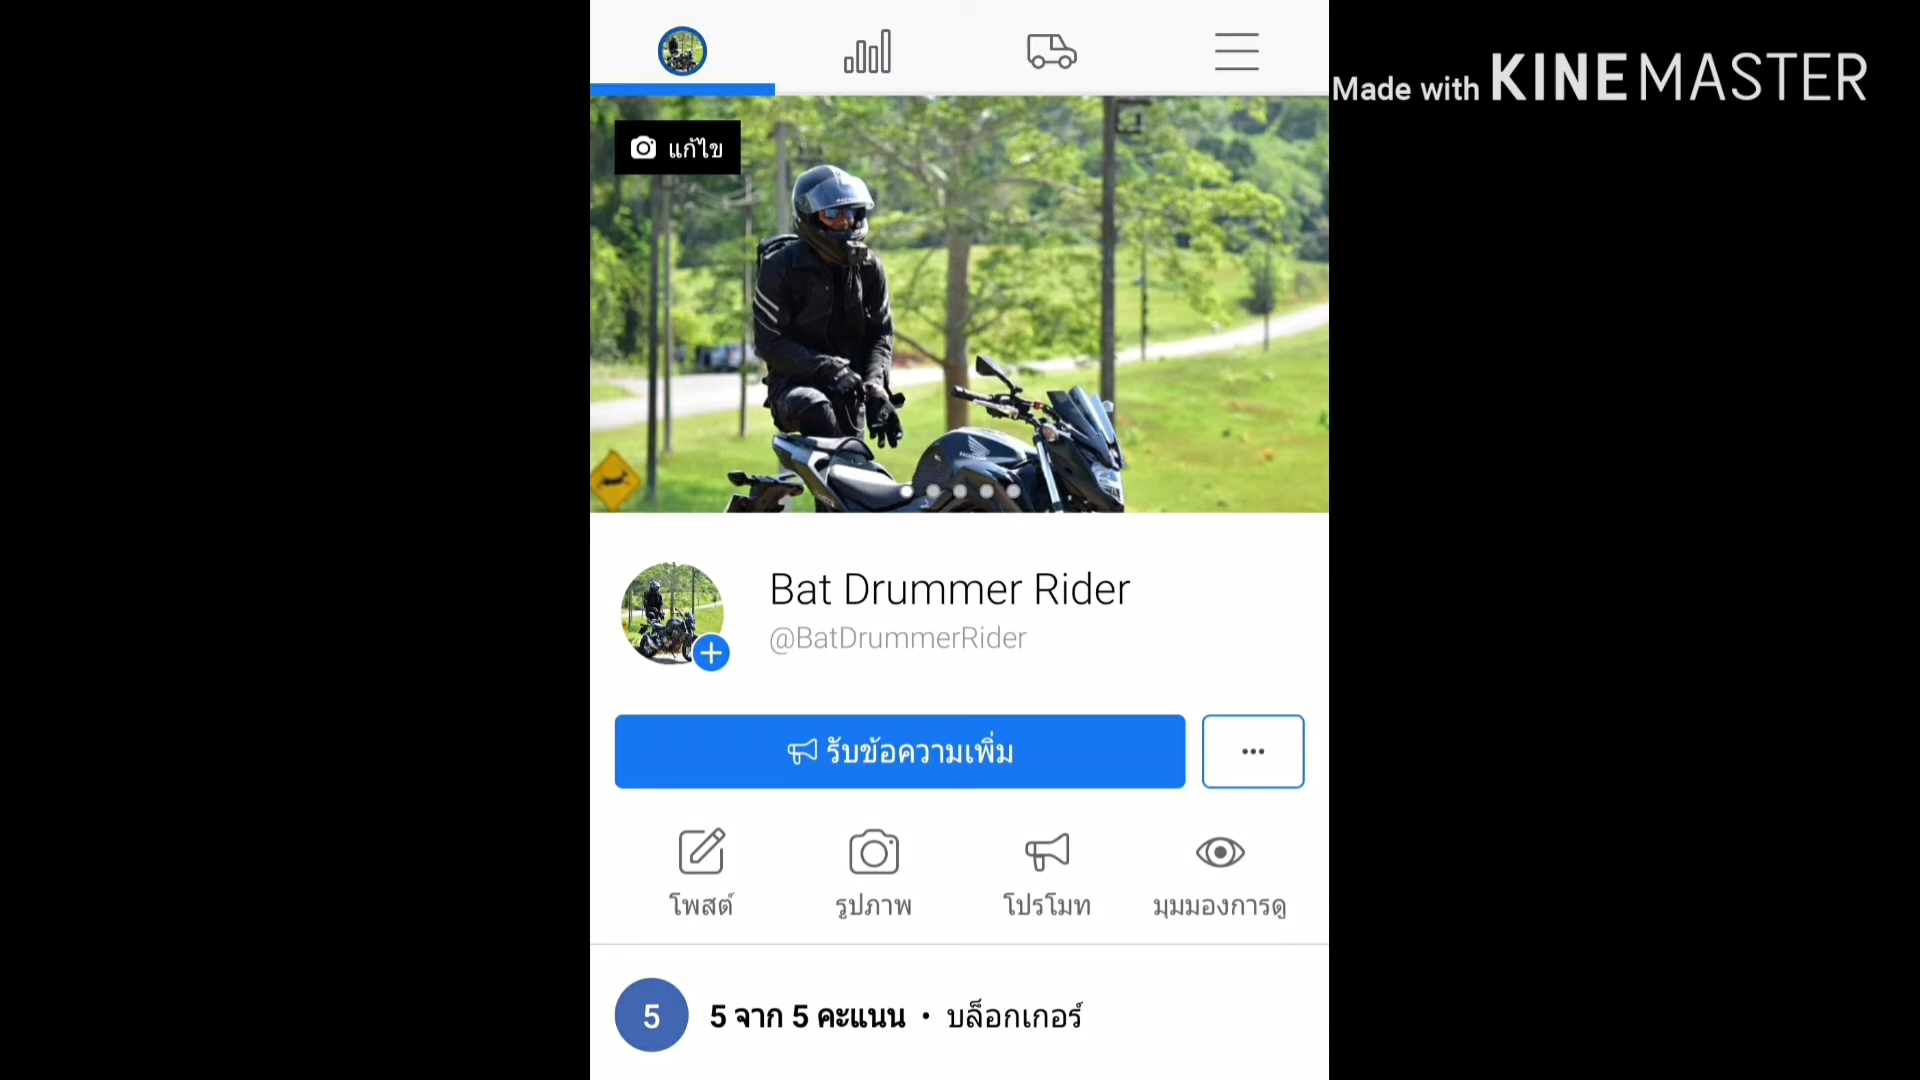 Made with KINEMASTER
แก้ไข
HONDA
Bat Drummer Rider
@BatDrummerRider
รับข้อความเพิ่ม
...
โพสต์
รูปภาพ
โปรโมท
มุมมองการดู
5 5 จาก 5 คะแนน • บล็อกเกอร์